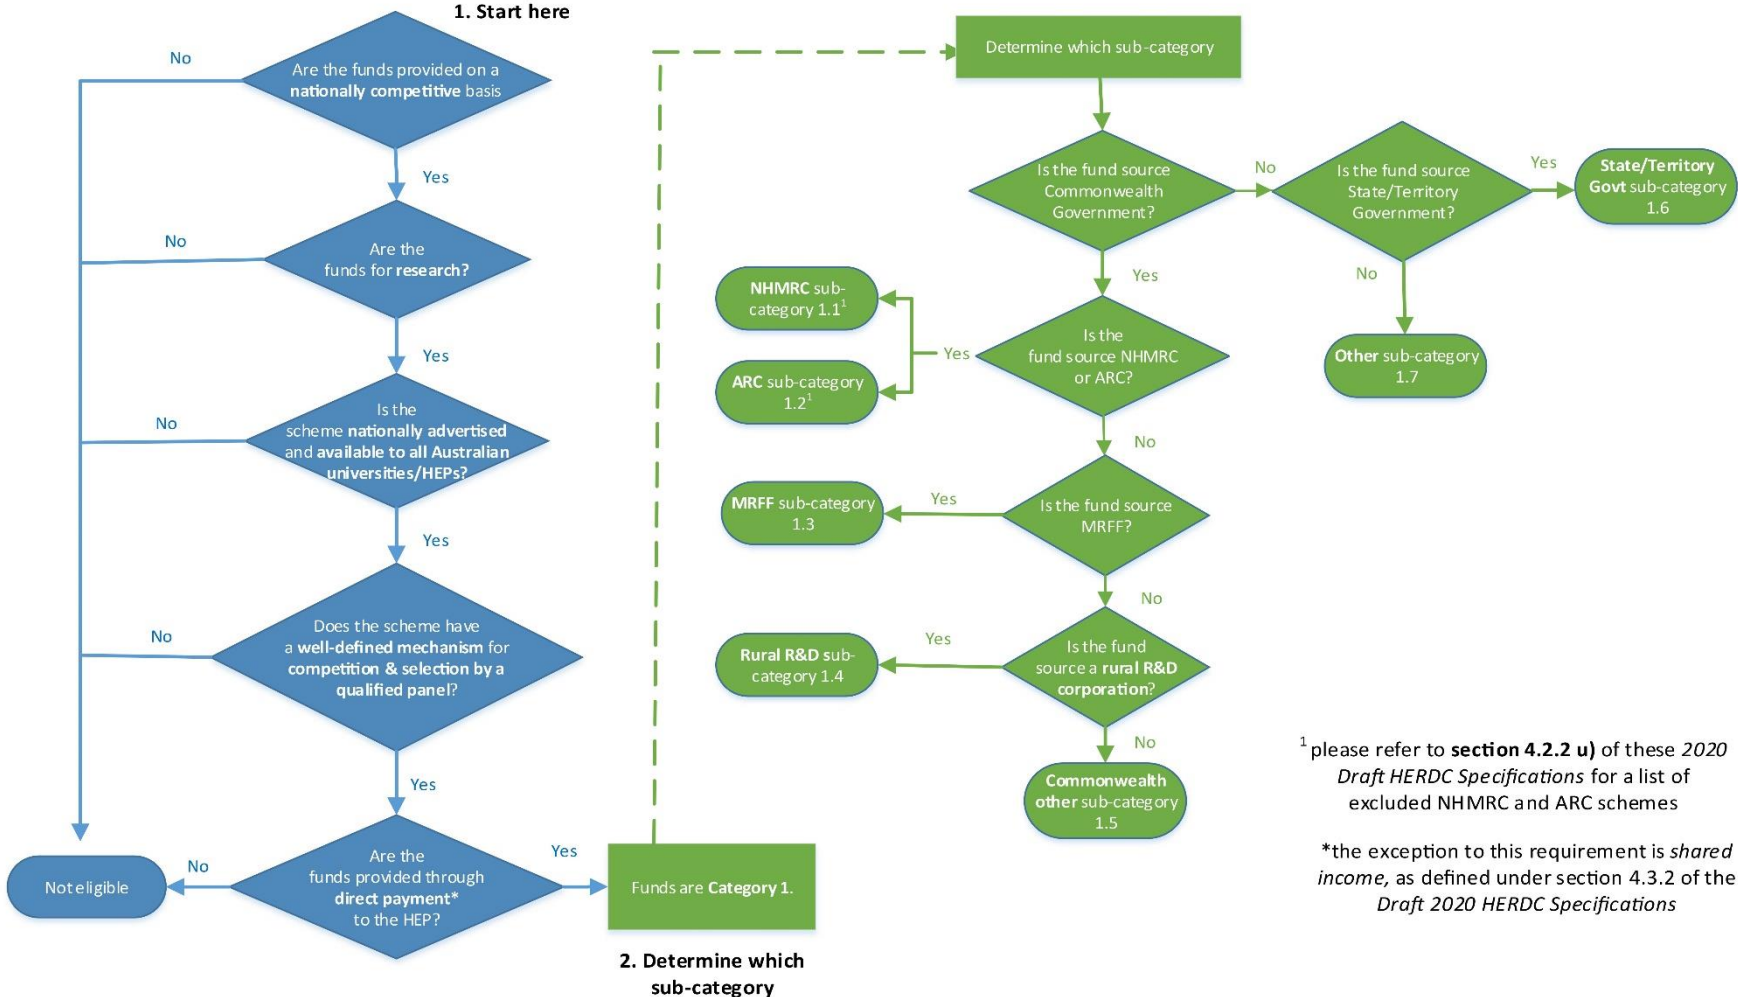 1. Start here
No
Are the funds provided on a
nationally competitive basis
Yes
No
Are the
funds for research?
Yes
No
Is the
scheme nationally advertised
and available to all Australian
universities/HEPs?
Yes
No
Does the scheme have
a well-defined mechanism for
competition & selection by a
qualified panel?
Yes
Not eligible
No
Are the
funds provided through
direct payment*
to the HEP?
Yes
Funds are Category 1.
2. Determine which
sub-category
Determine which sub-category
Is the fund source
Commonwealth
Government?
No
Is the fund source
State/Territory
Government?
Yes
State/Territory
Govt sub-category
1.6
No
Other sub-category
1.7
Yes
Is the
fund source NHMRC
or ARC?
Yes
NHMRC sub-
category 1.1¹
ARC sub-category
1.2¹
No
Is the fund source
MRFF?
Yes
MRFF sub-category
1.3
No
Is the fund
source a rural R&D
corporation?
Yes
Rural R&D sub-
category 1.4
No
Commonwealth
other sub-category
1.5
¹ please refer to section 4.2.2 u) of these 2020
Draft HERDC Specifications for a list of
excluded NHMRC and ARC schemes
*the exception to this requirement is shared
income, as defined under section 4.3.2 of the
Draft 2020 HERDC Specifications